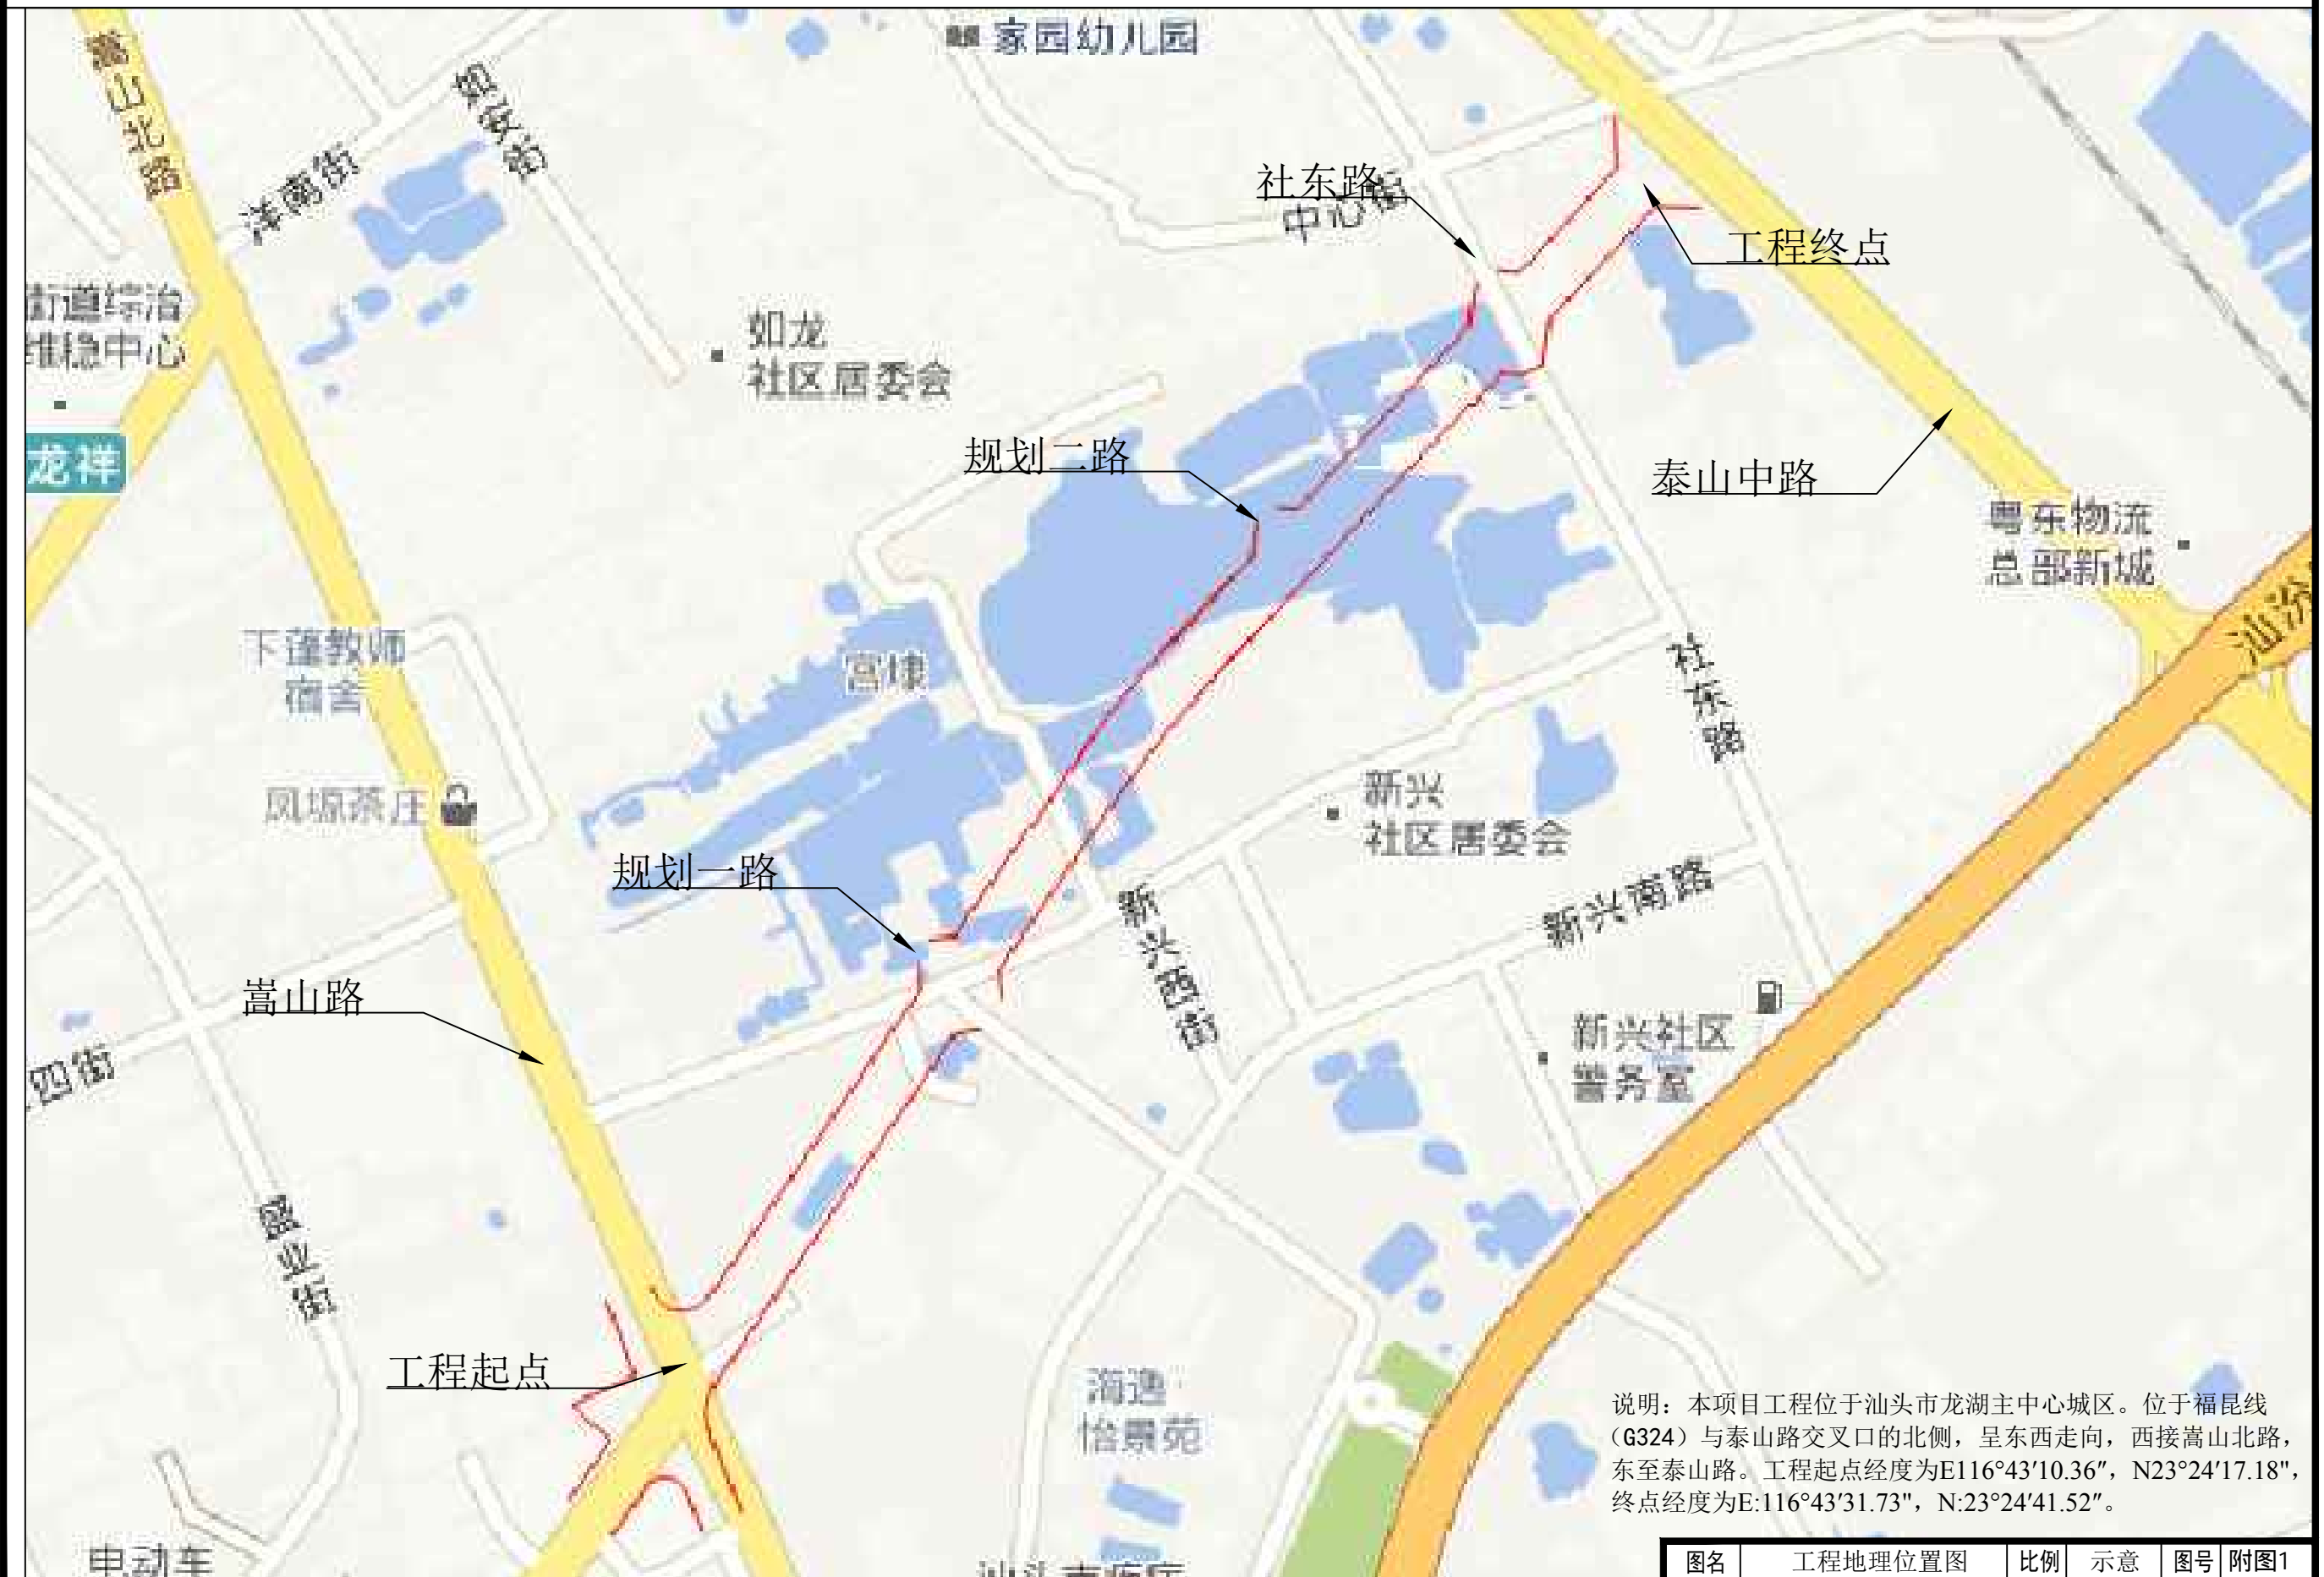 家园幼儿园
嵩山北路
如安街
洋南街
社东路
中心街
工程终点
街道综治
维稳中心
如龙
社区居委会
龙祥
规划二路
泰山中路
粤东物流
总部新城
汕汾
下蓬教师
宿舍
宫埭
社东路
凤塬茶庄
新兴
社区居委会
规划一路
新兴南路
新兴西街
嵩山路
新兴社区
警务室
四街
工程起点
怡景苑
说明：本项目工程位于汕头市龙湖主中心城区。位于福昆线
（G324）与泰山路交叉口的北侧，呈东西走向，西接嵩山北路，
东至泰山路。工程起点经度为E116°43′10.36″，N23°24′17.18"，
终点经度为E:116°43′31.73"，N:23°24′41.52″。
电动车
图名 工程地理位置图 比例 示意 图号 附图1